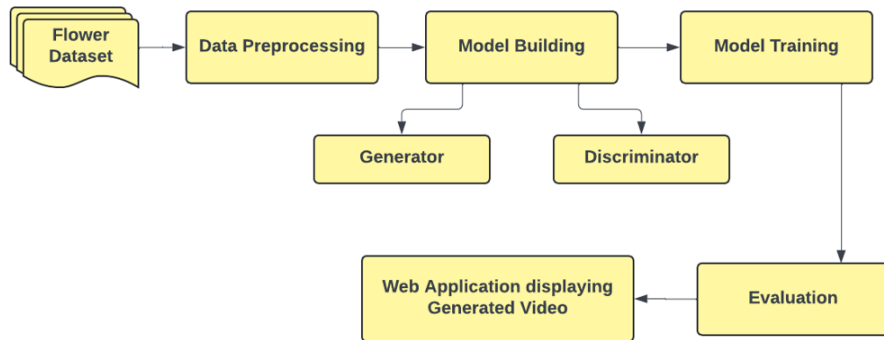 Flower
Dataset
Data Preprocessing
Model Building
Model Training
Generator
Discriminator
Web Application displaying
Generated Video
Evaluation